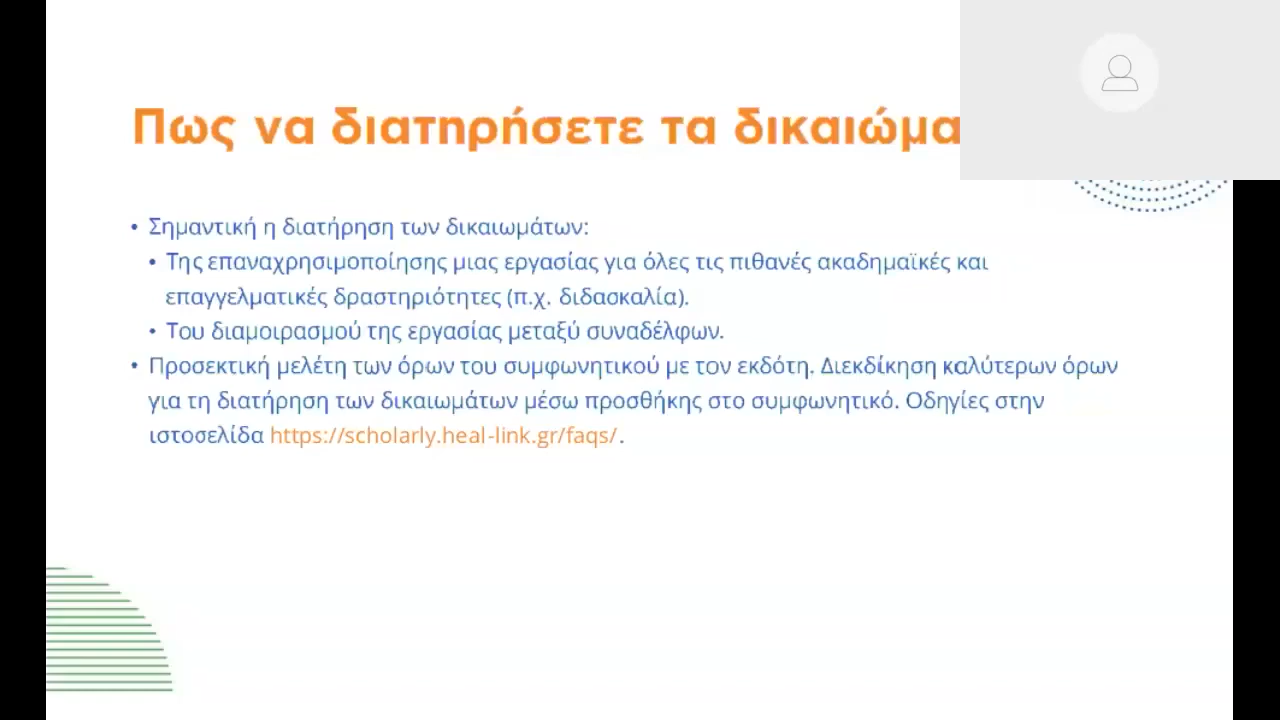 Πως να διατηρήσετε τα
• Σημαντική η διατήρηση των δικαιωμάτων:
• Της επαναχρησιμοποίησης μιας εργασίας για όλες τις πιθανές ακαδημαϊκές και
επαγγελματικές δραστηριότητες (π.χ. διδασκαλία).
• Του διαμοιρασμού της εργασίας μεταξύ συναδέλφων.
• Προσεκτική μελέτη των όρων του συμφωνητικού με τον εκδότη. Διεκδίκηση καλύτερων όρων
για τη διατήρηση των δικαιωμάτων μέσω προσθήκης στο συμφωνητικό. Οδηγίες στην
ιστοσελίδα https://scholarly.heal-link.gr/faqs/.